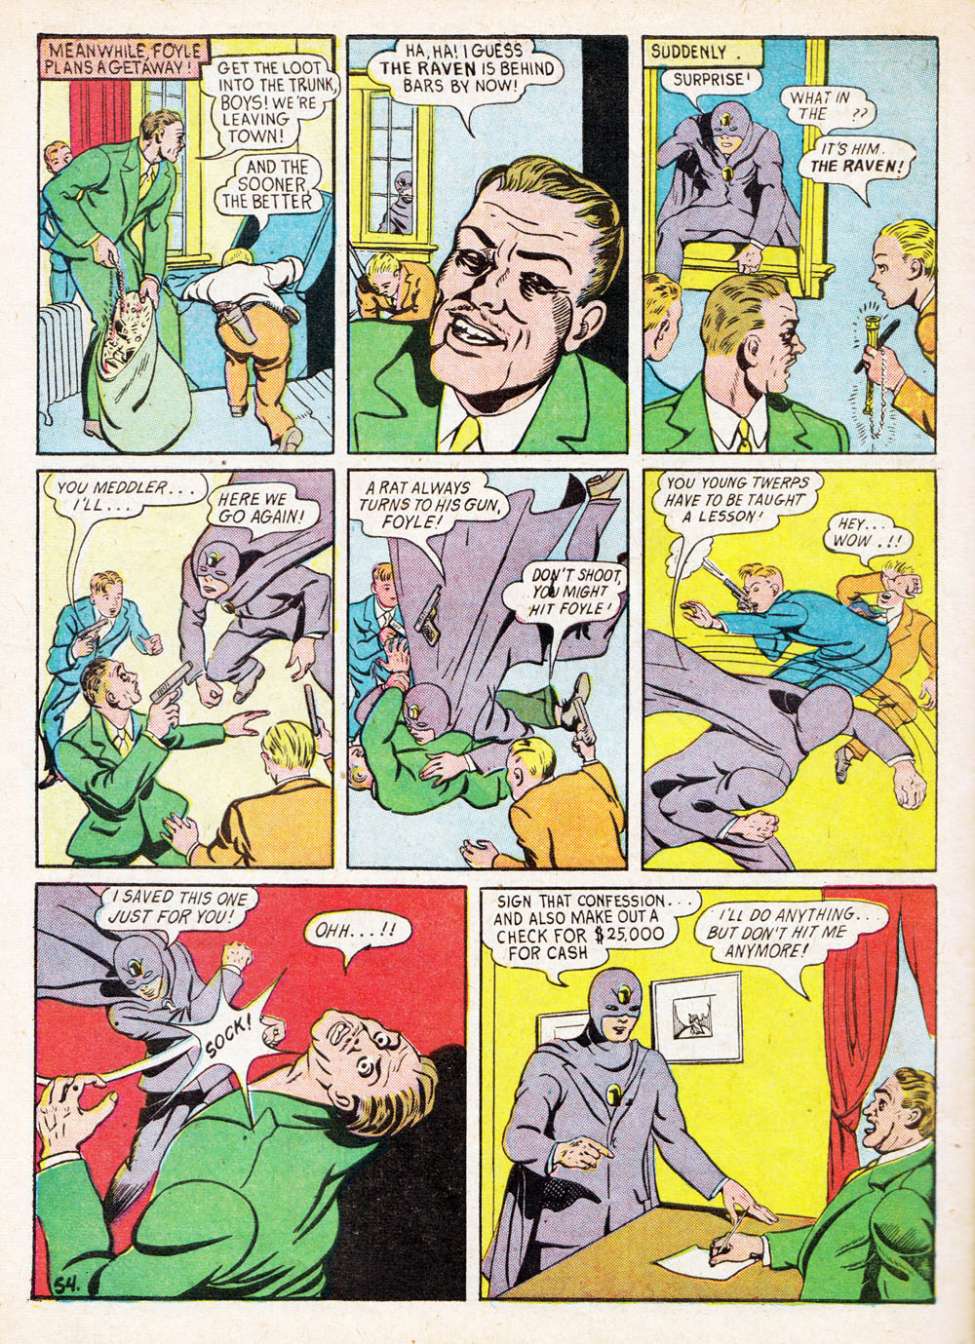 MEANWHILE, FOYLE
PLANS A GETAWAY!
GET THE LOOT
INTO THE TRUNK,
BOYS! WE'RE
LEAVING
TOWN!
AND THE
SOONER,
THE BETTER
HA, HA! I GUESS
THE RAVEN IS BEHIND
BARS BY NOW!
SUDDENLY.
SURPRISE!
WHAT IN
THE ??
IT'S HIM.
THE RAVEN!
YOU MEDDLER...
I'LL...
HERE WE
GO AGAIN!
A RAT ALWAYS
TURNS TO HIS GUN,
FOYLE!
DON'T SHOOT,
YOU MIGHT
HIT FOYLE!
YOU YOUNG TWERPS
HAVE TO BE TAUGHT
A LESSON!
HEY...
WOW.!!
I SAVED THIS ONE
JUST FOR YOU!
OHH...!!
SOCK!
54.
SIGN THAT CONFESSION...
AND ALSO MAKE OUT A
CHECK FOR $25,000
FOR CASH
I'LL DO ANYTHING...
BUT DON'T HIT ME
ANYMORE!